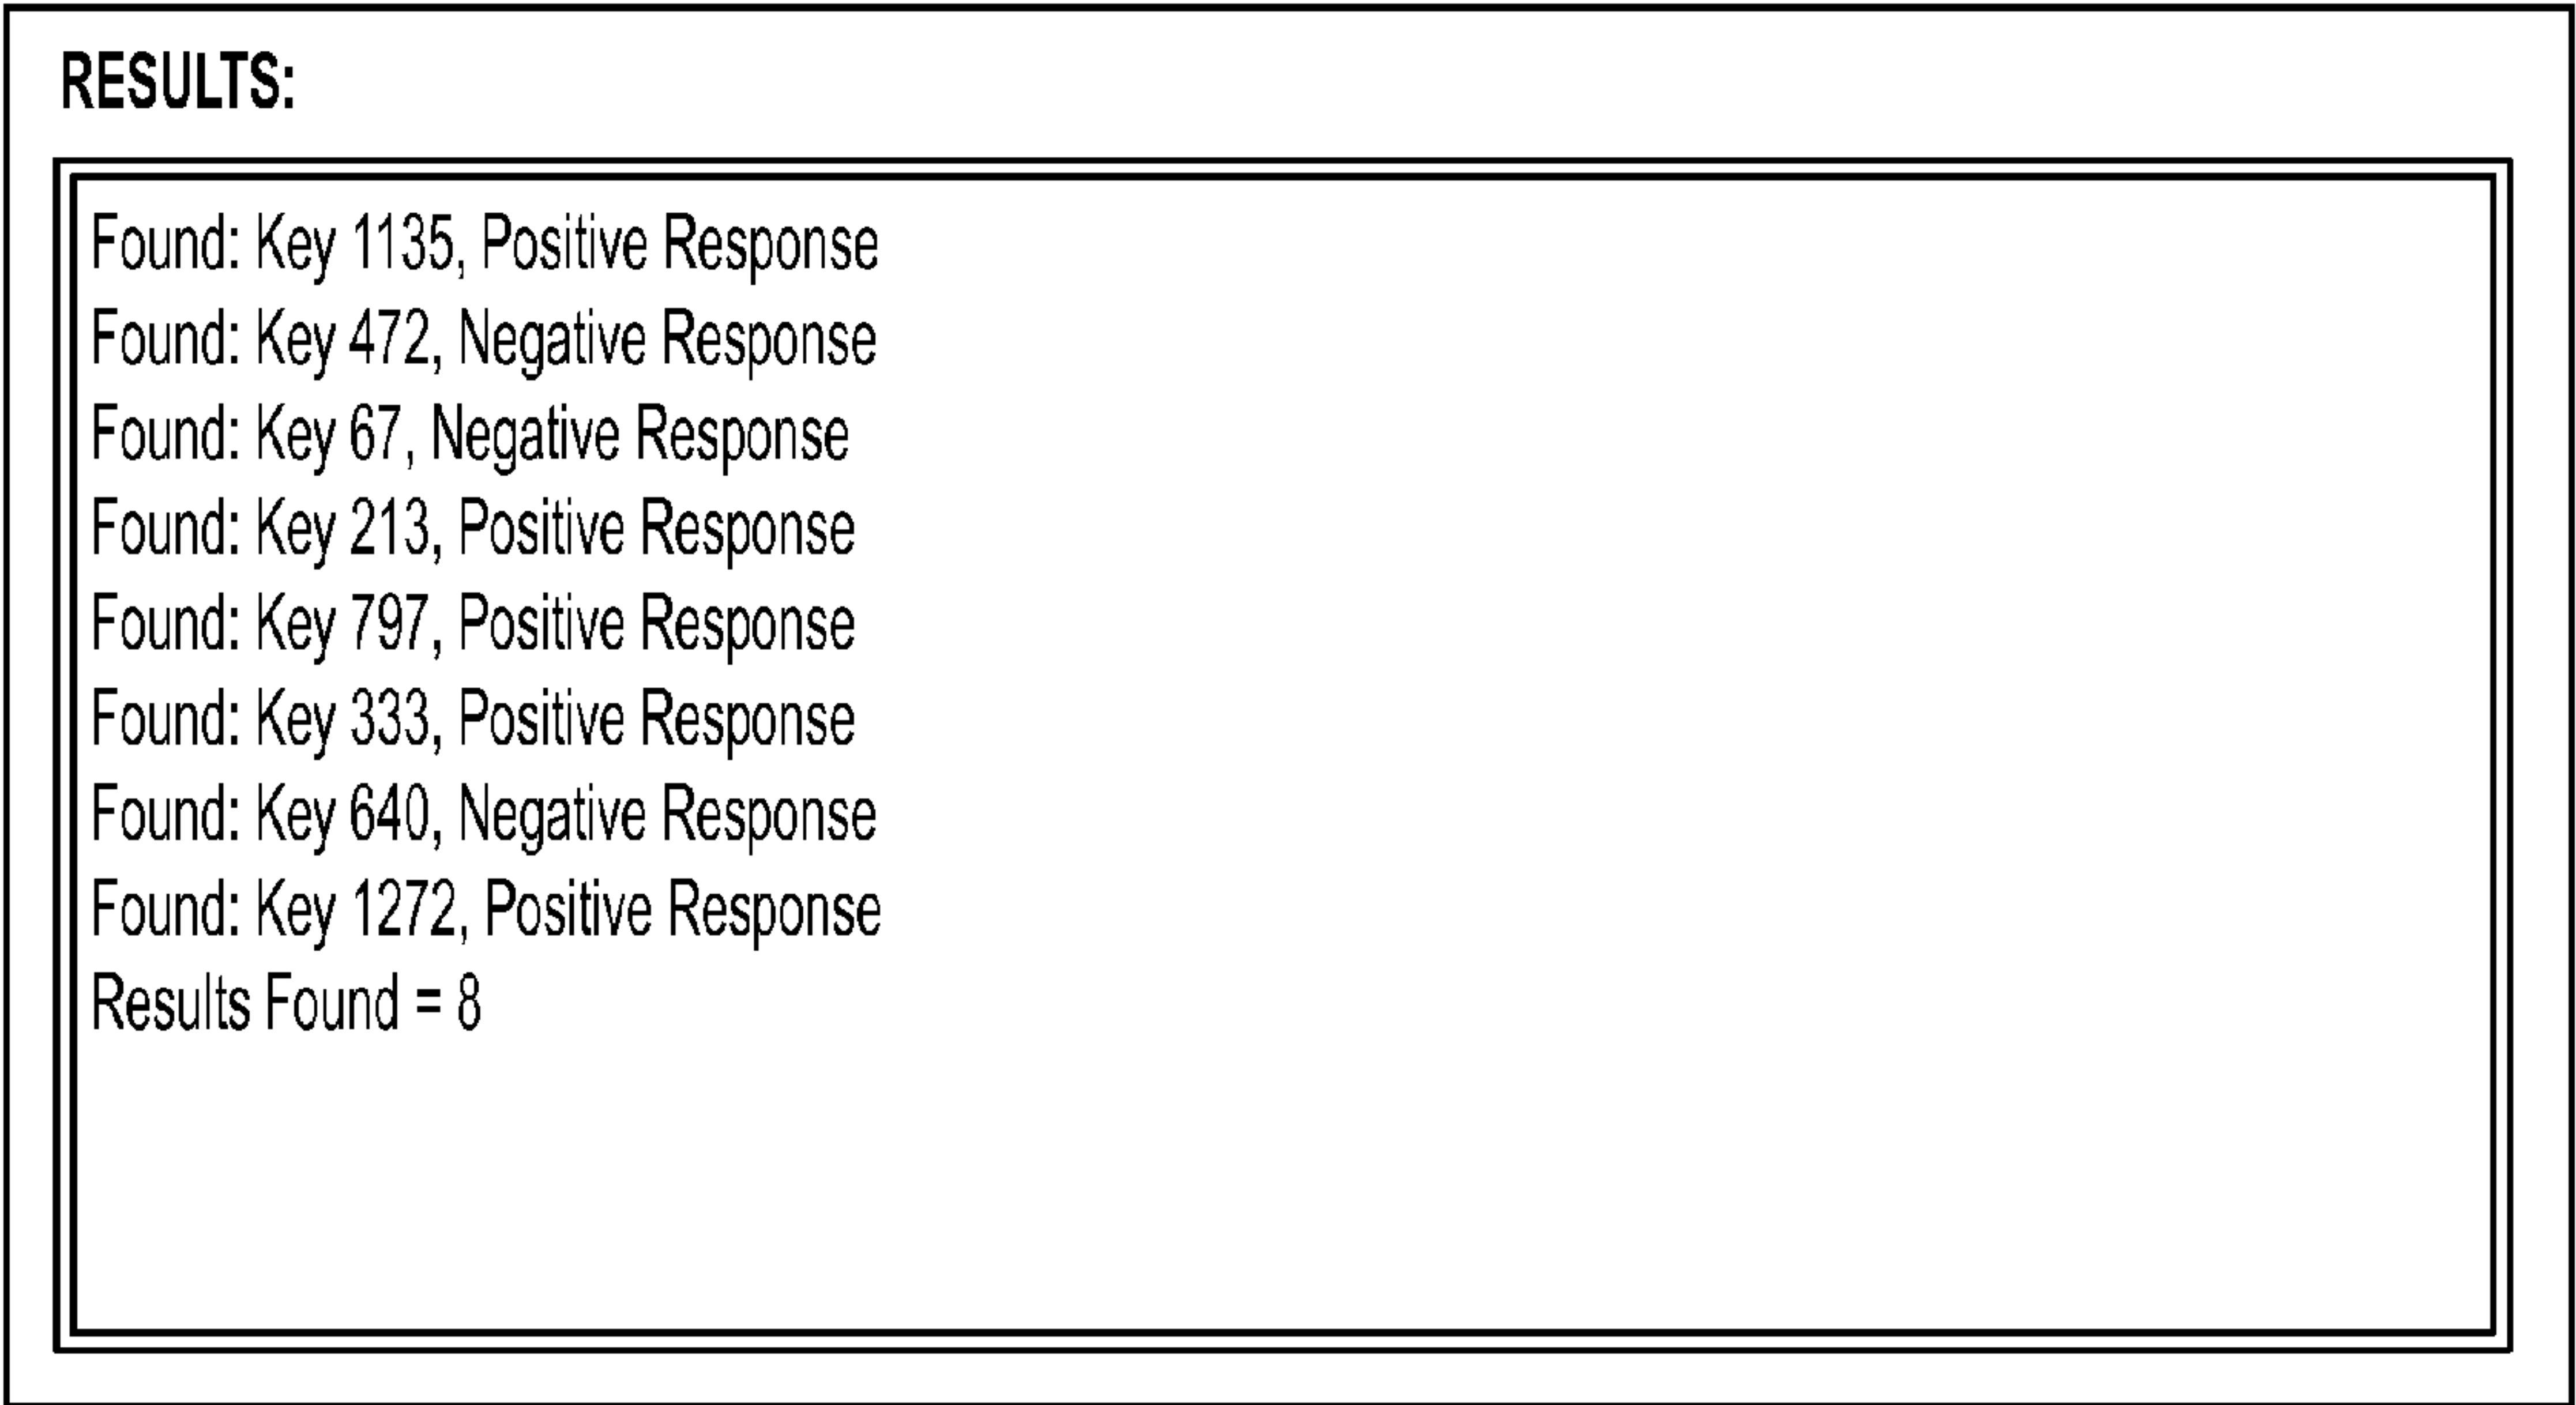 RESULTS:
Found: Key 1135, Positive Response
Found: Key 472, Negative Response
Found: Key 67, Negative Response
Found: Key 213, Positive Response
Found: Key 797, Positive Response
Found: Key 333, Positive Response
Found: Key 640, Negative Response
Found: Key 1272, Positive Response
Results Found = 8